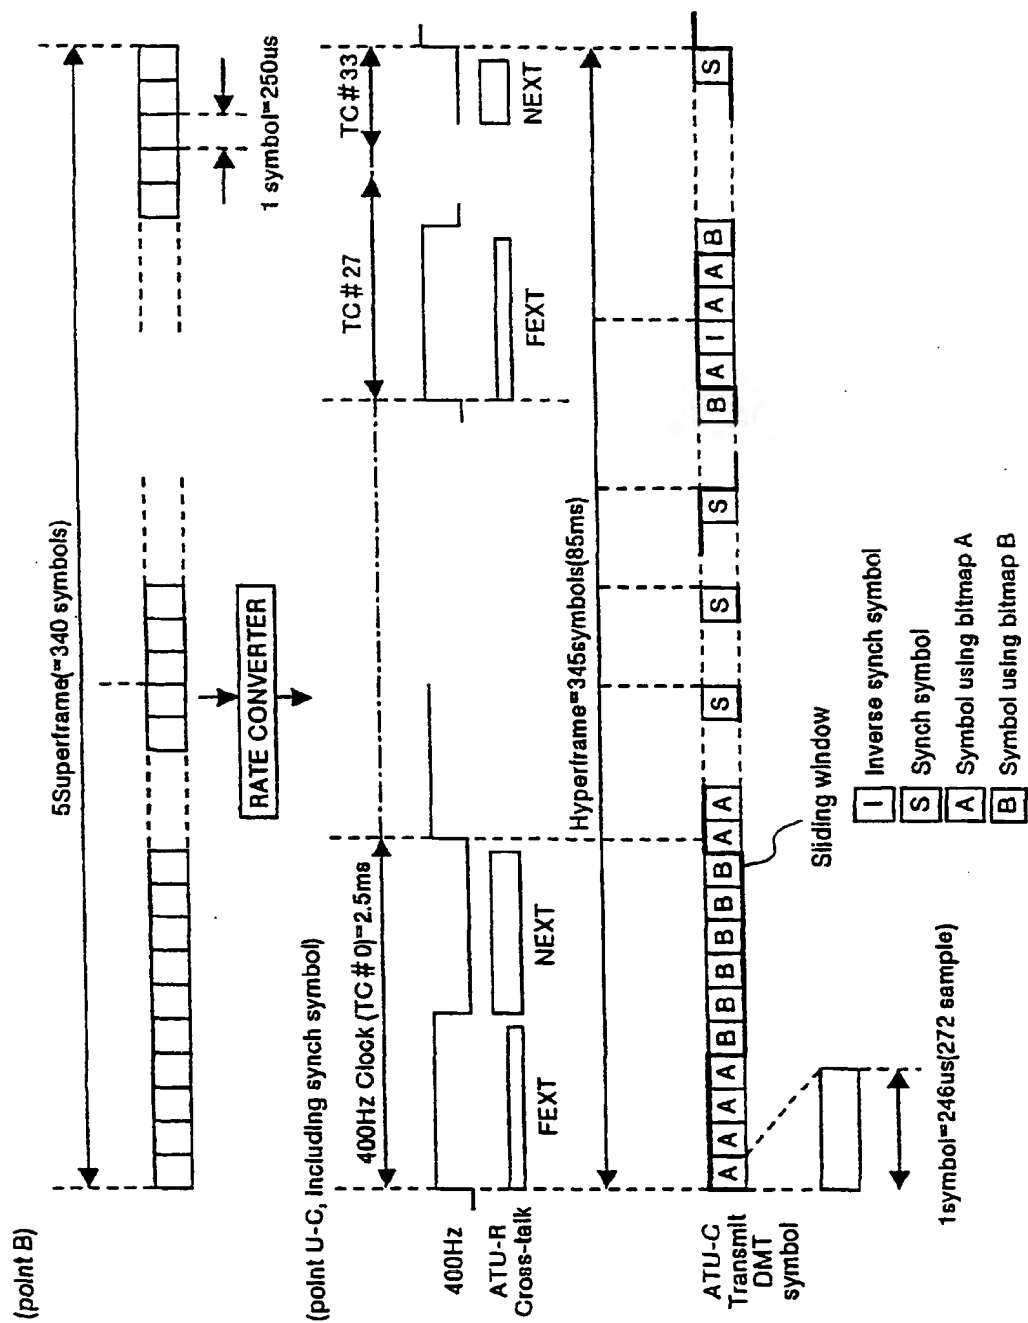 (point B)
5Superframe(=340 symbols)
1 symbol=250us
RATE CONVERTER
(point U-C, Including synch symbol)
400Hz Clock (TC#0)=2.5ms
TC#27
TC#33
400Hz
ATU-R
Cross-talk
FEXT
NEXT
FEXT
NEXT
Hyperframe=345symbols(85ms)
ATU-C
Transmit
DMT
symbol
A A A A B B B B B B A A S S S B A I A A B S
Sliding window
1symbol=246us(272 sample)
I Inverse synch symbol
S Synch symbol
A Symbol using bitmap A
B Symbol using bitmap B